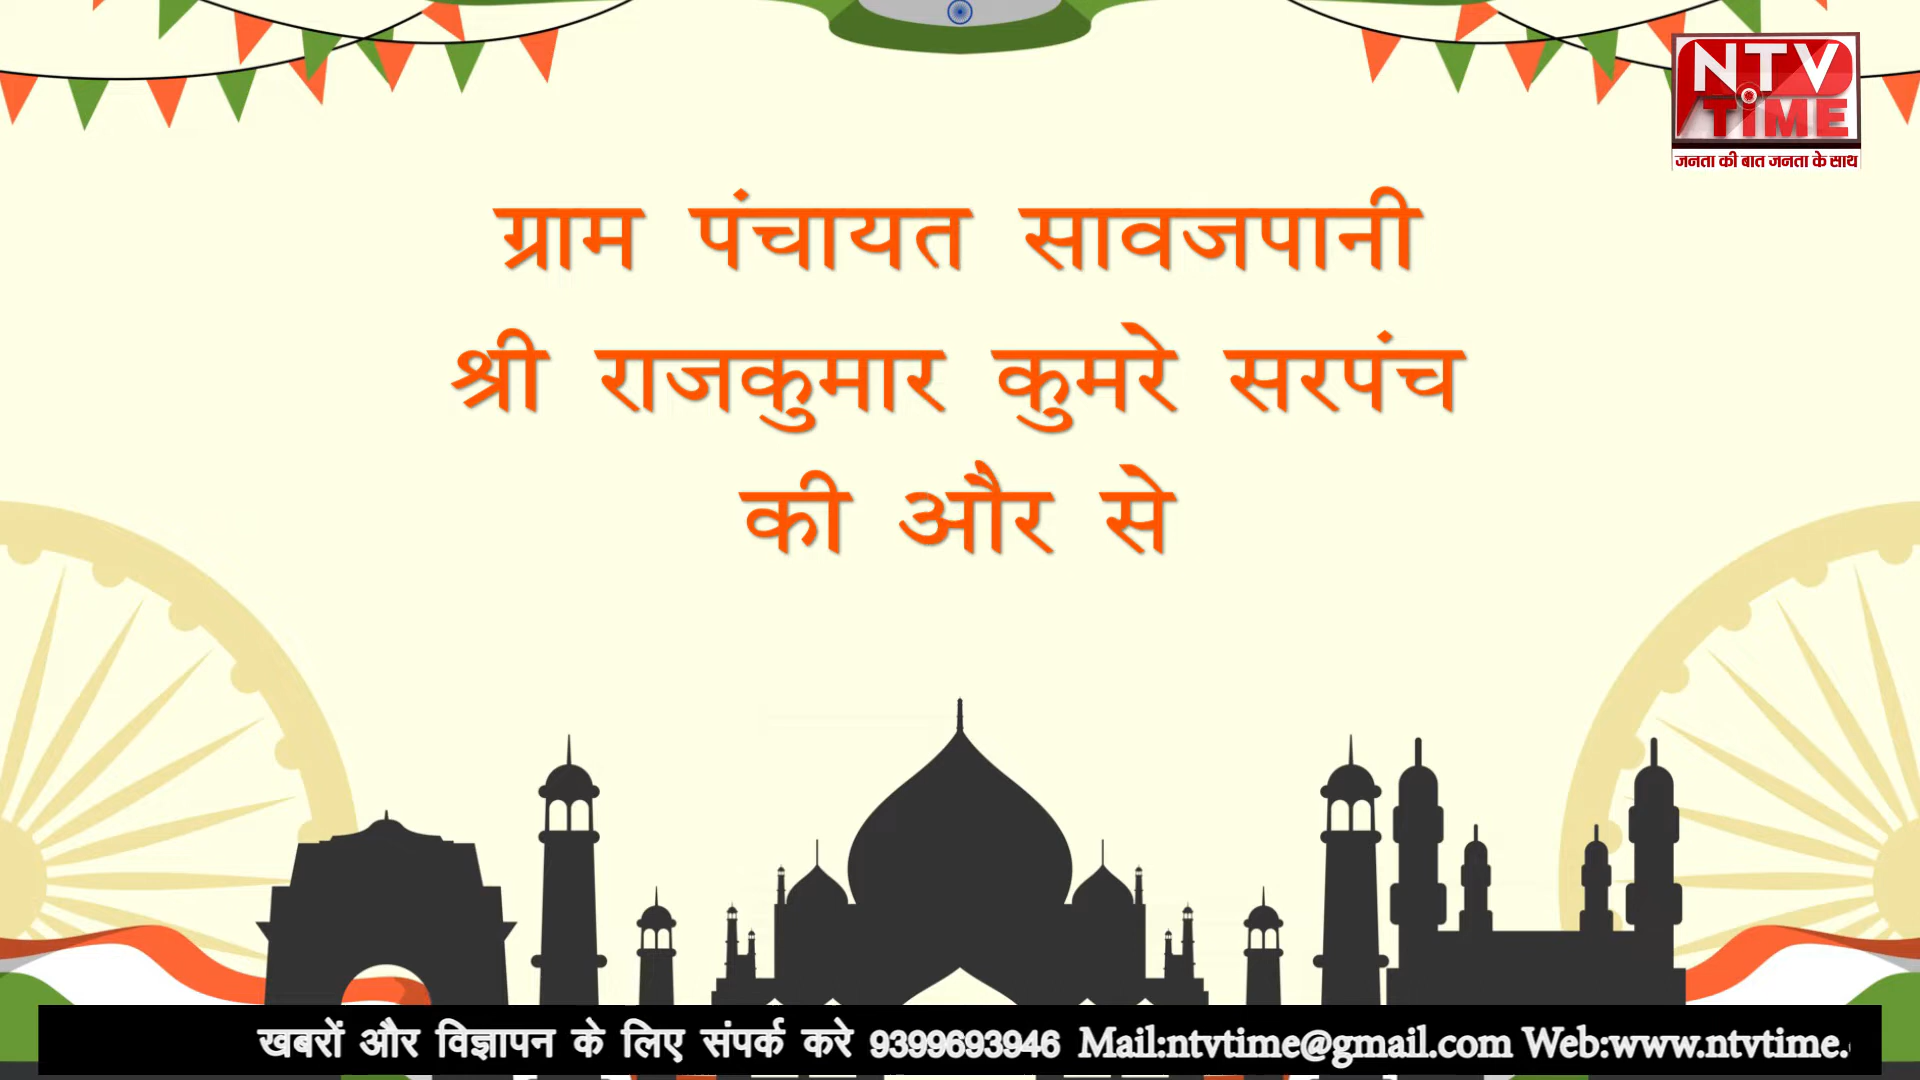 NTV
TiME
जनता की बात जनता के साथ
ग्राम पंचायत सावजपानी
श्री राजकुमार कुमरे सरपंच
की और से
खबरों और विज्ञापन के लिए संपर्क करे 9399693946 Mail:ntvtime@gmail.com Web:www.ntvtime.